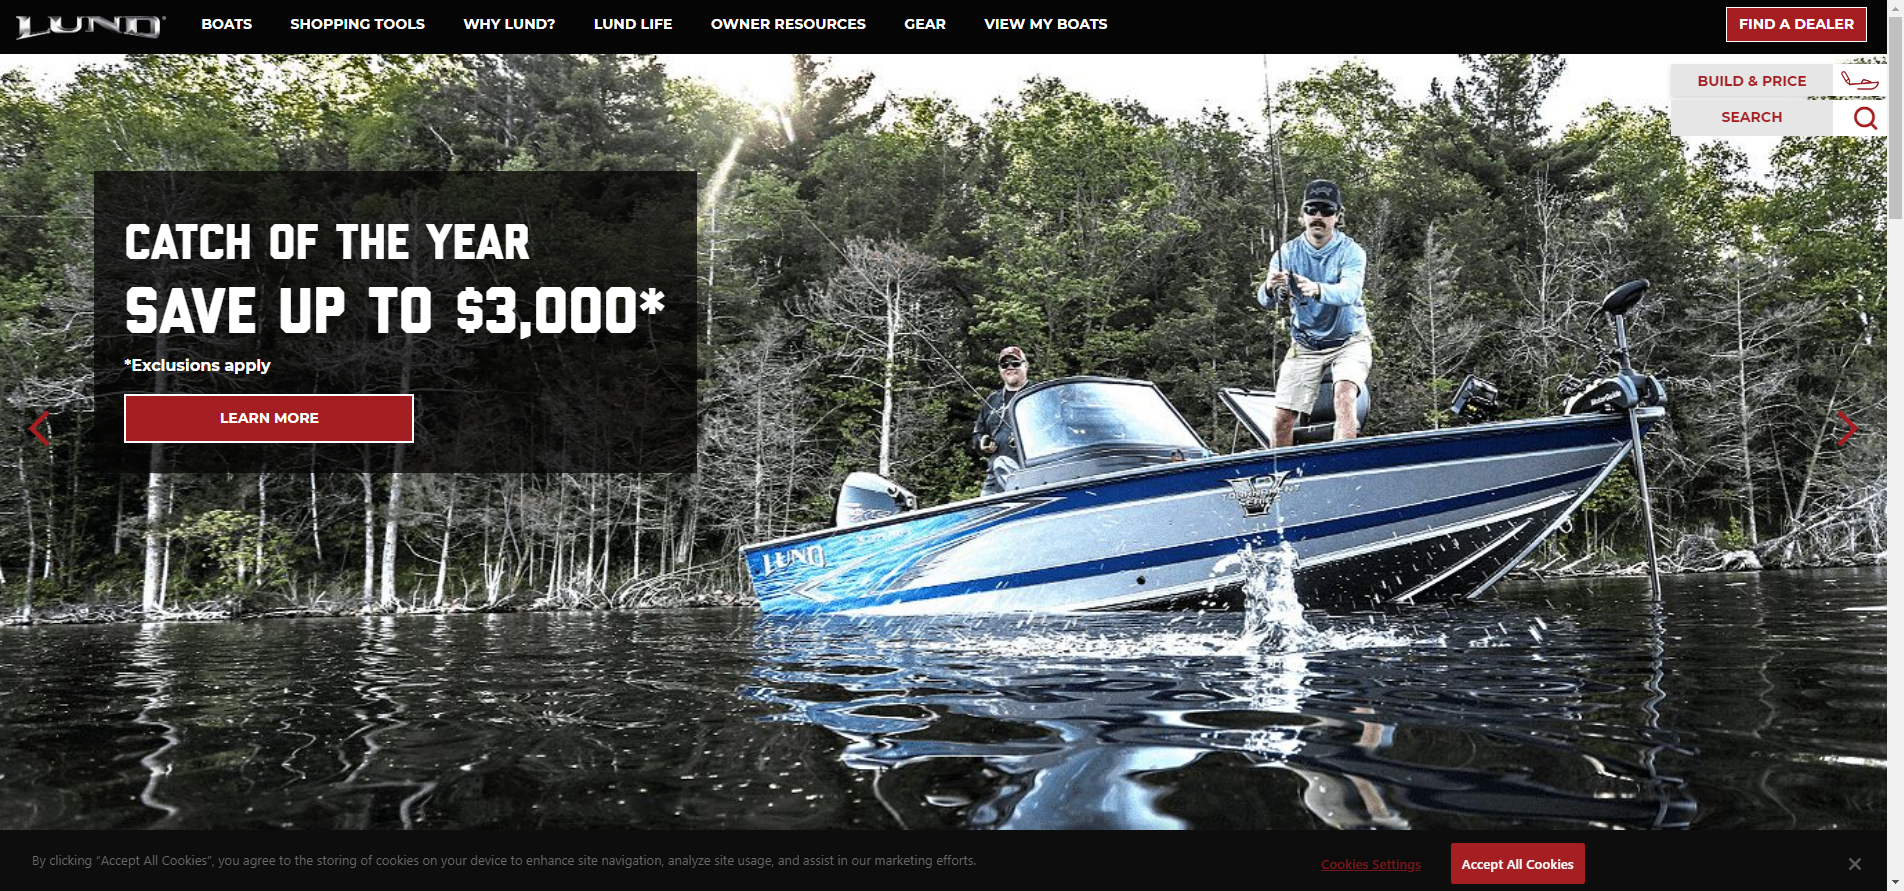 LUND
BOATS
SHOPPING TOOLS
WHY LUND?
LUND LIFE
OWNER RESOURCES
GEAR
VIEW MY BOATS
FIND A DEALER
BUILD & PRICE
SEARCH
CATCH OF THE YEAR
SAVE UP TO $3,000*
*Exclusions apply
LEARN MORE
MotorGuide
V
TOURNAMENT
SERIES
LUND
By clicking “Accept All Cookies”, you agree to the storing of cookies on your device to enhance site navigation, analyze site usage, and assist in our marketing efforts.
Cookies Settings
Accept All Cookies